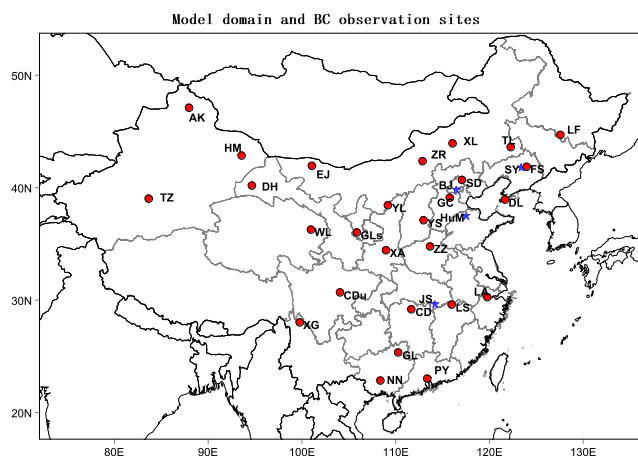 Model domain and BC observation sites
50N
40N
30N
20N
AK
HM
TZ
DH
EJ
XL
ZR
TL
LF
SY
FS
BJ
SD
GC
DL
YL
YS
HuM
WL
GLs
XA
ZZ
CDu
JS
CD
LS
LA
XG
GL
NN
PY
80E
90E
100E
110E
120E
130E